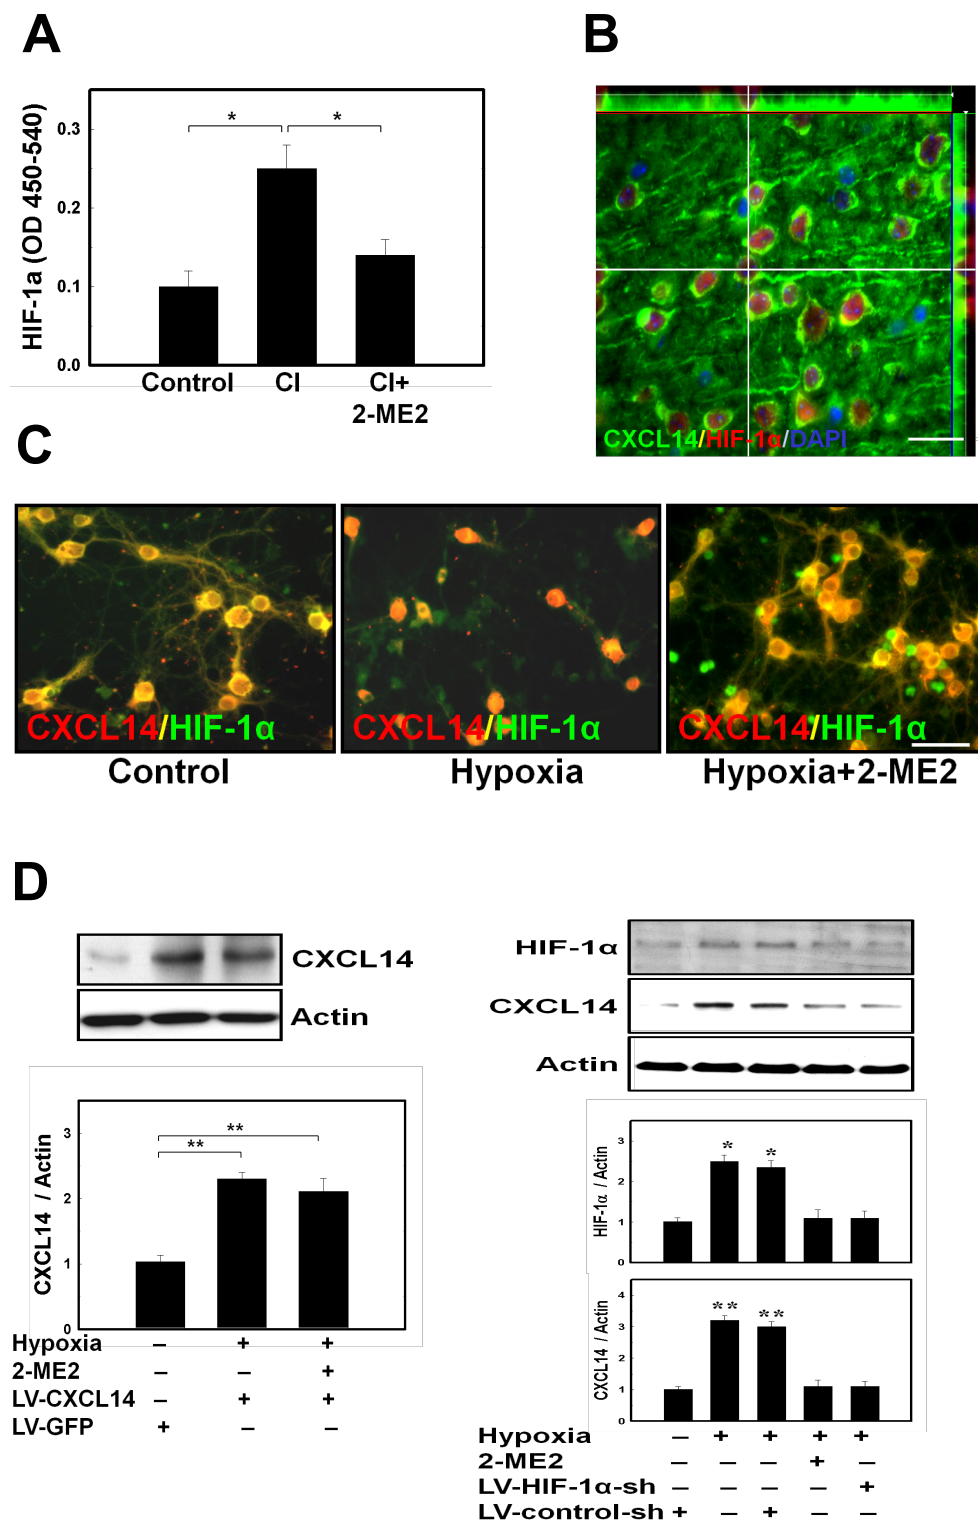 A
HIF-1a (OD 450-540)
0.3
0.2
0.1
0.0
* *
Control CI CI+
2-ME2
B
CXCL14/HIF-1α/DAPI
C
CXCL14/HIF-1α
Control
CXCL14/HIF-1α
Hypoxia
CXCL14/HIF-1α
Hypoxia+2-ME2
D
CXCL14
Actin
CXCL14 / Actin
3
2
1
0
**
**
Hypoxia − + +
2-ME2 − − +
LV-CXCL14 − + +
LV-GFP + − −
HIF-1α
CXCL14
Actin
HIF-1α / Actin
3
2
1
0
* *
CXCL14 / Actin
4
3
2
1
0
** **
Hypoxia − + + + +
2-ME2 − − − + −
LV-HIF-1α-sh − − − − +
LV-control-sh + − + − −